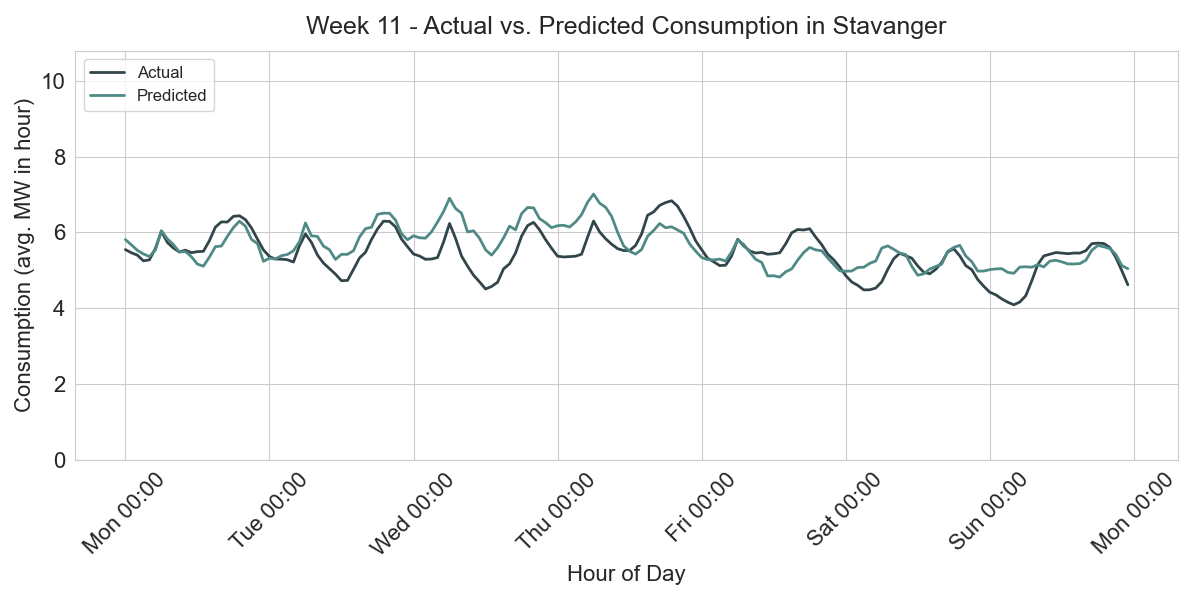 Week 11 - Actual vs. Predicted Consumption in Stavanger
Actual
Predicted
Consumption (avg. MW in hour)
10
8
6
4
2
0
Mon 00:00
Tue 00:00
Wed 00:00
Thu 00:00
Fri 00:00
Sat 00:00
Sun 00:00
Mon 00:00
Hour of Day